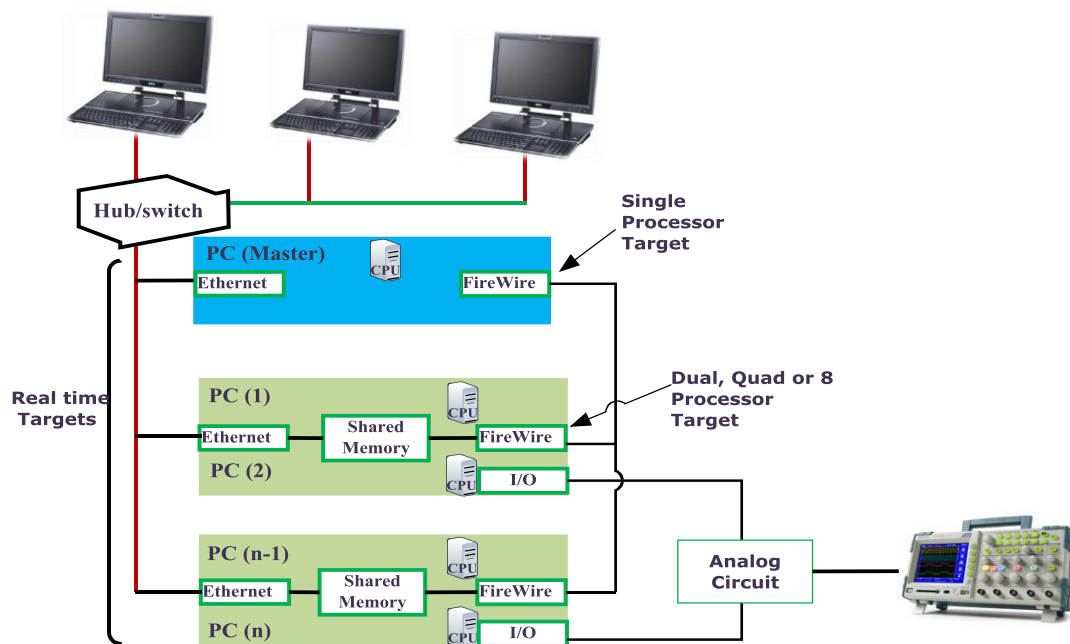 Hub/switch
Single
Processor
Target
PC (Master)
CPU
Ethernet
FireWire
Real time
Targets
Dual, Quad or 8
Processor
Target
PC (1)
CPU
Ethernet
Shared
Memory
FireWire
PC (2)
CPU
I/O
PC (n-1)
CPU
Ethernet
Shared
Memory
FireWire
PC (n)
CPU
I/O
Analog
Circuit